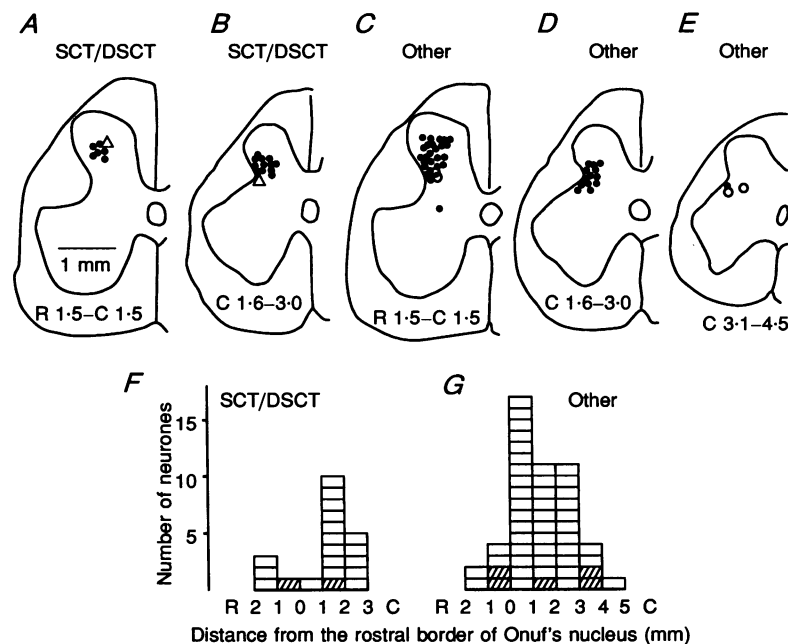 A B C D E
SCT/DSCT SCT/DSCT Other Other Other
1 mm
R 1·5–C 1·5 C 1·6–3·0 R 1·5–C 1·5 C 1·6–3·0 C 3·1–4·5
F G
SCT/DSCT Other
Number of neurones
15
10
5
R 2 1 0 1 2 3 C R 2 1 0 1 2 3 4 5 C
Distance from the rostral border of Onuf's nucleus (mm)